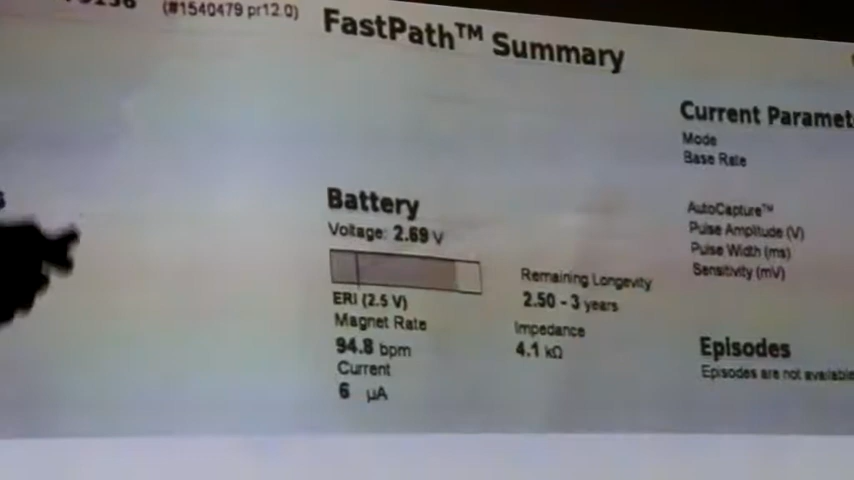 (#1540479 pr12.0)
FastPath™ Summary
Battery
Voltage: 2.69 V
ERI (2.5 V)
Magnet Rate
94.8 bpm
Current
6 µA
Remaining Longevity
2.50 - 3 years
Impedance
4.1 kΩ
Current Paramet
Mode
Base Rate
AutoCapture™
Pulse Amplitude (V)
Pulse Width (ms)
Sensitivity (mV)
Episodes
Episodes are not available